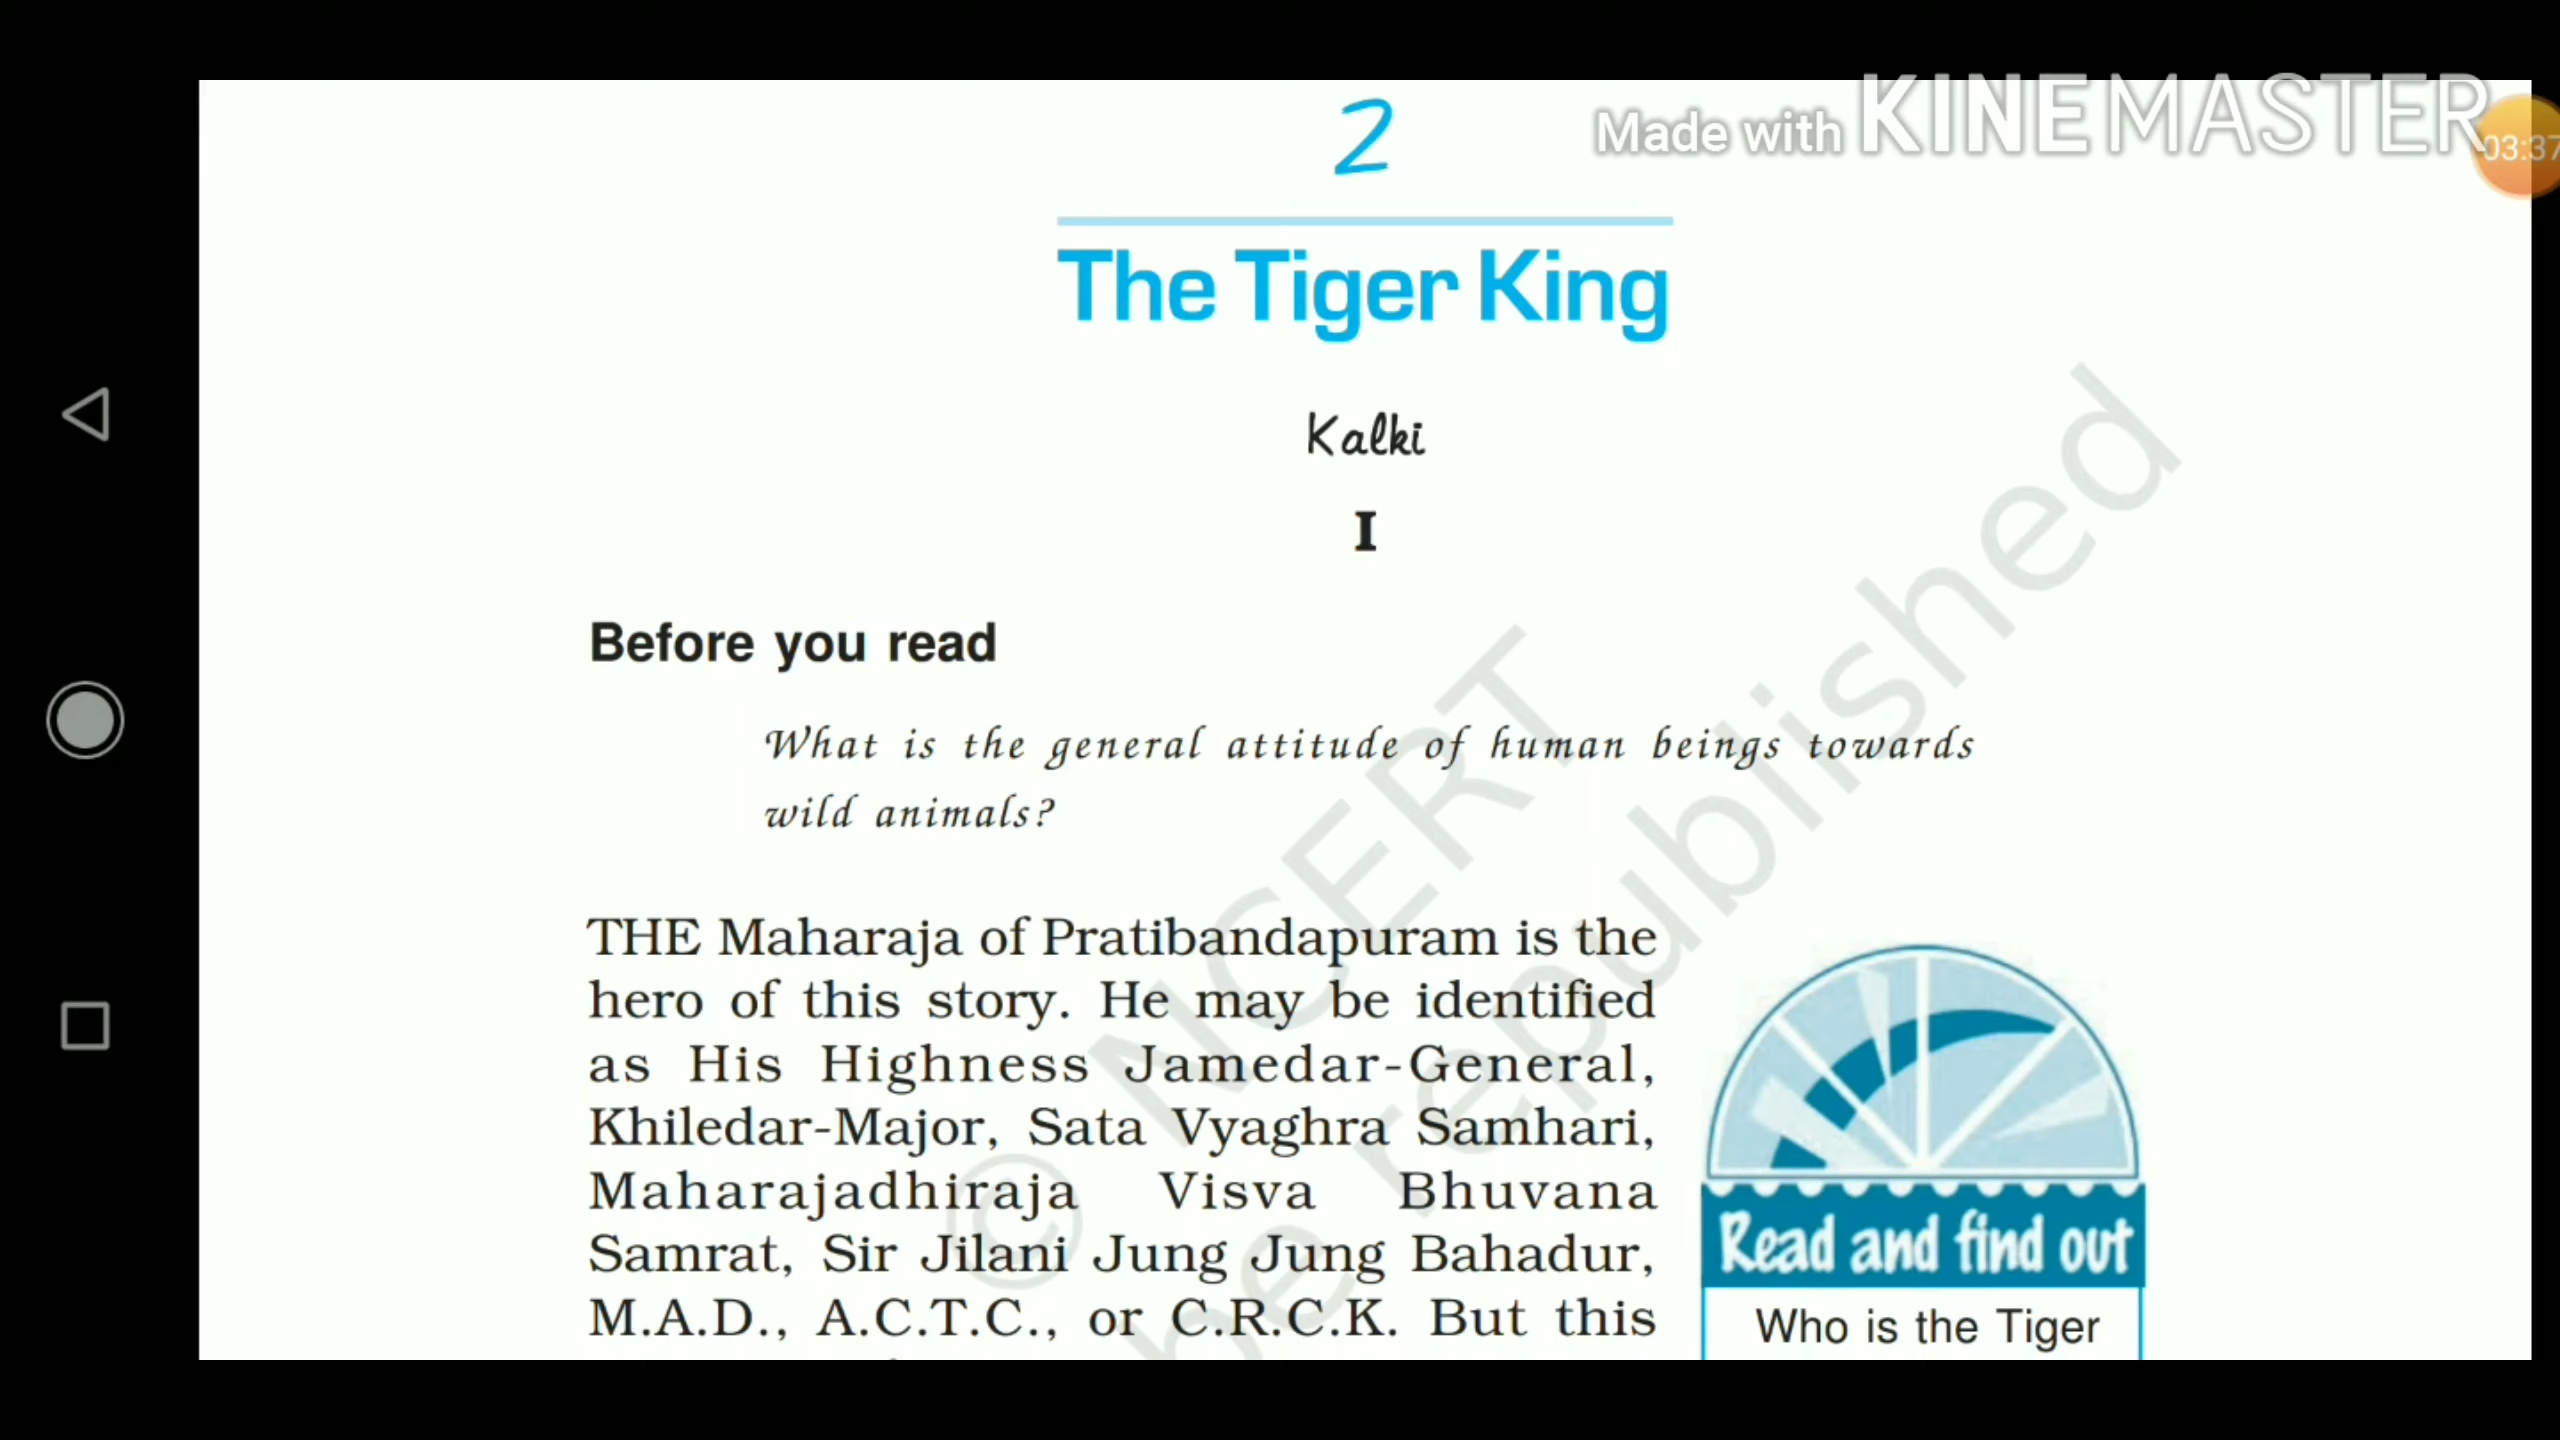 2
Made with KINEMASTER
03:37
The Tiger King
Kalki
I
Before you read
What is the general attitude of human beings towards
wild animals?
THE Maharaja of Pratibandapuram is the
hero of this story. He may be identified
as His Highness Jamedar-General,
Khiledar-Major, Sata Vyaghra Samhari,
Maharajadhiraja Visva Bhuvana
Samrat, Sir Jilani Jung Jung Bahadur,
M.A.D., A.C.T.C., or C.R.C.K. But this
Read and find out
Who is the Tiger
© NCERT
be republished